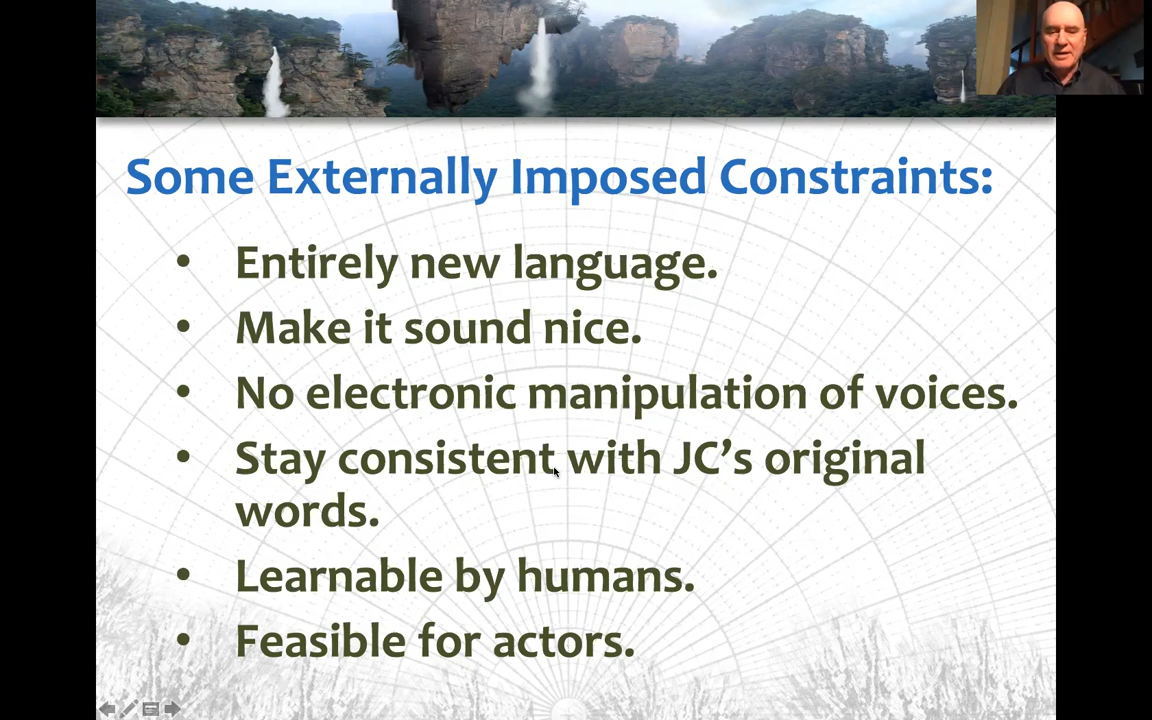 Some Externally Imposed Constraints:
• Entirely new language.
• Make it sound nice.
• No electronic manipulation of voices.
• Stay consistent with JC’s original
words.
• Learnable by humans.
• Feasible for actors.